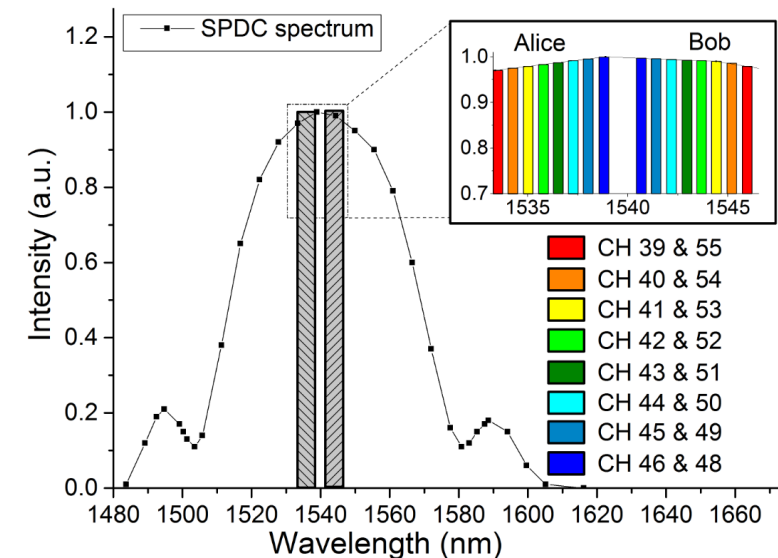 SPDC spectrum
Intensity (a.u.)
1.2
1.0
0.8
0.6
0.4
0.2
0.0
1480 1500 1520 1540 1560 1580 1600 1620 1640 1660
Wavelength (nm)
Alice Bob
1.0
0.9
0.8
0.7
1535 1540 1545
CH 39 & 55
CH 40 & 54
CH 41 & 53
CH 42 & 52
CH 43 & 51
CH 44 & 50
CH 45 & 49
CH 46 & 48